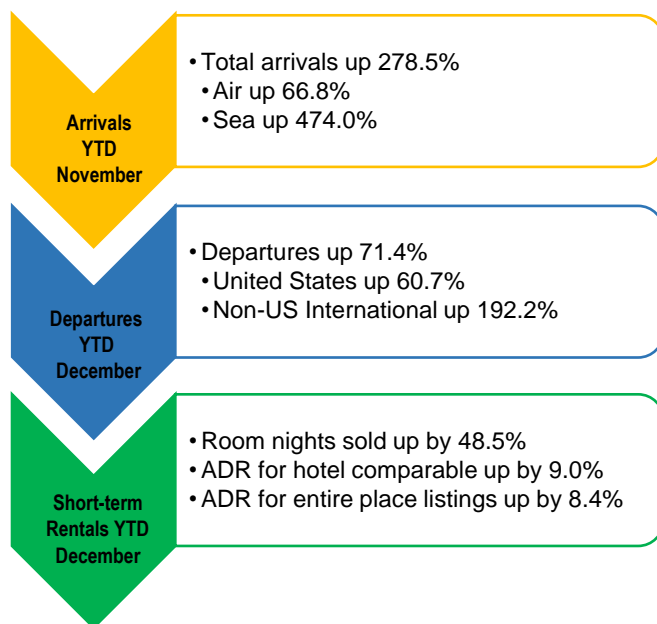 Arrivals
YTD
November
• Total arrivals up 278.5%
• Air up 66.8%
• Sea up 474.0%
Departures
YTD
December
• Departures up 71.4%
• United States up 60.7%
• Non-US International up 192.2%
Short-term
Rentals YTD
December
• Room nights sold up by 48.5%
• ADR for hotel comparable up by 9.0%
• ADR for entire place listings up by 8.4%